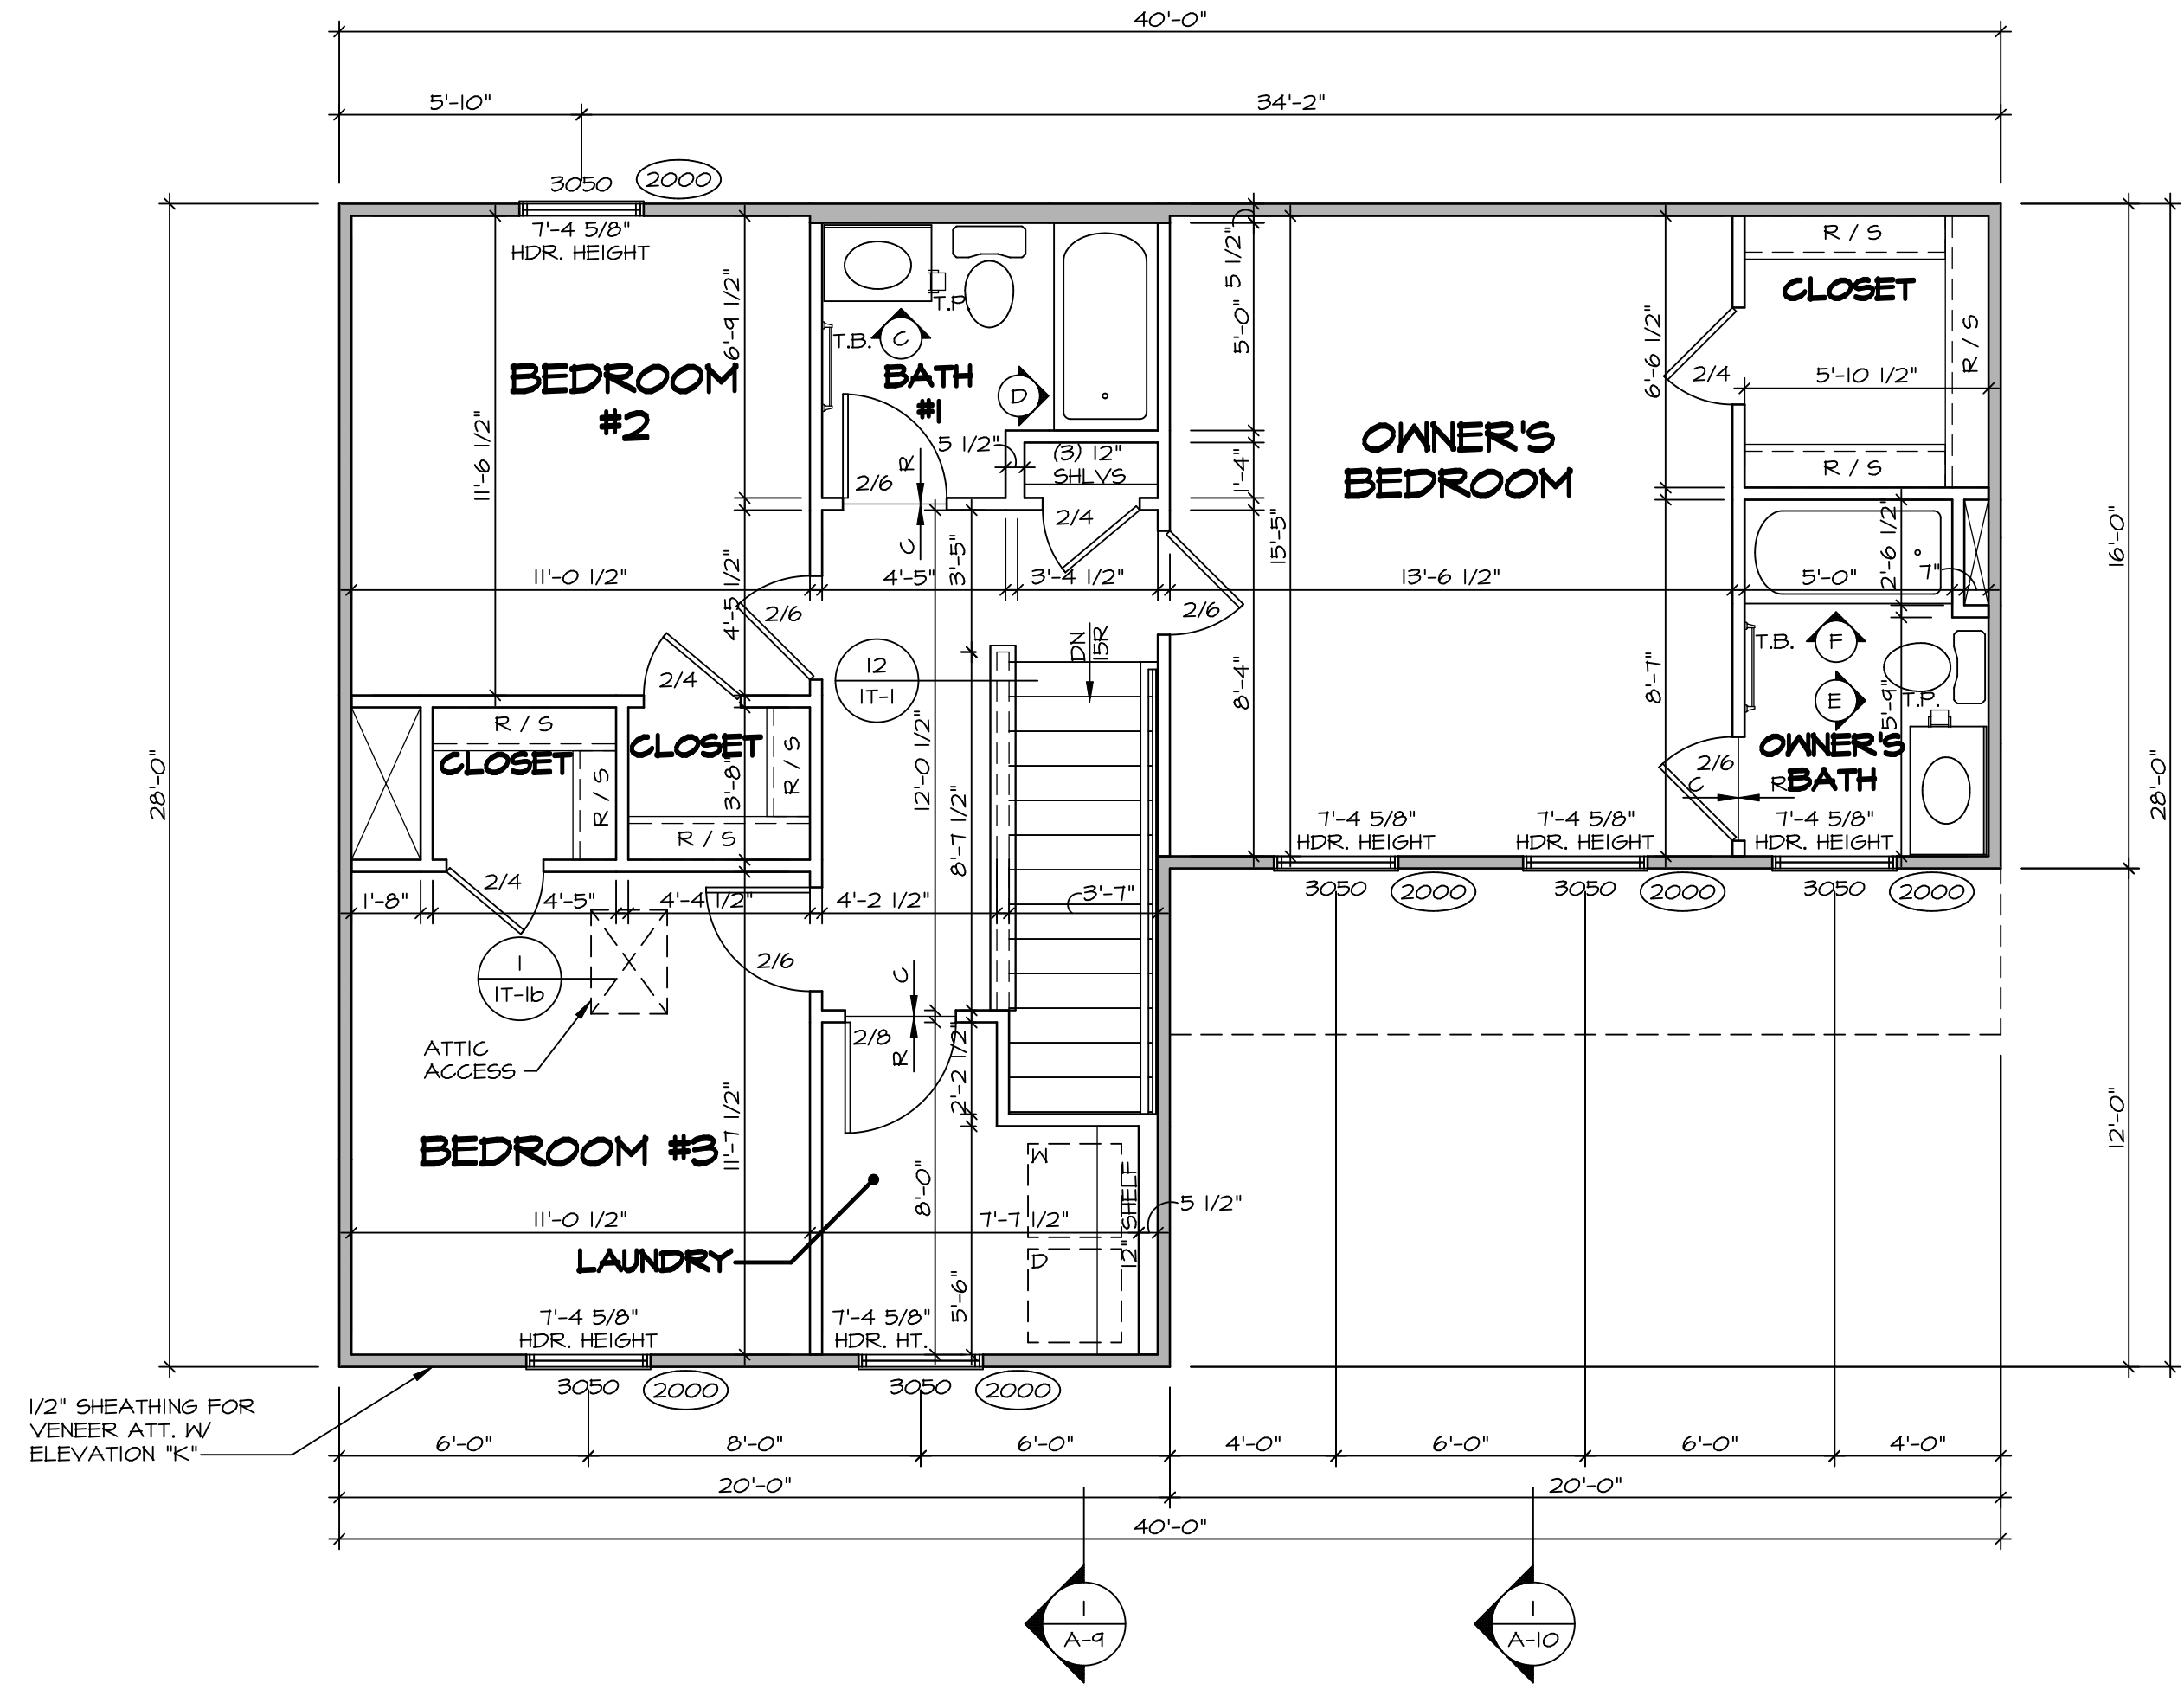 40'-0"
5'-10"
34'-2"
3050
2000
7'-4 5/8"
HDR. HEIGHT
R / S
CLOSET
5 1/2"
6'-9 1/2"
T.P.
T.B.
C
5'-0"
6'-6 1/2"
R / S
BEDROOM
#2
BATH
#1
D
2/4
5'-10 1/2"
11'-6 1/2"
5 1/2"
(3) 12"
SHLVS
1'-4"
OWNER'S
BEDROOM
R / S
2/6
R
C
2/4
3'-5"
15'-5"
2'-6 1/2"
16'-0"
11'-0 1/2"
4'-5 1/2"
4'-5"
3'-4 1/2"
13'-6 1/2"
5'-0"
7"
2/6
2/6
DN
15R
T.B.
F
12
1T-1
2/4
8'-4"
8'-7"
E
T.P.
5'-9"
R / S
CLOSET
CLOSET
R / S
R / S
R / S
3'-8"
12'-0 1/2"
8'-7 1/2"
OWNER'S
BATH
2/6
C
R
28'-0"
28'-0"
7'-4 5/8"
HDR. HEIGHT
7'-4 5/8"
HDR. HEIGHT
7'-4 5/8"
HDR. HEIGHT
3050
2000
3050
2000
3050
2000
2/4
1'-8"
4'-5"
4'-4 1/2"
4'-2 1/2"
3'-7"
1
1T-1b
X
2/6
C
R
2/8
ATTIC
ACCESS
2'-2 1/2"
12'-0"
BEDROOM #3
11'-7 1/2"
W
12" SHELF
8'-0"
5 1/2"
11'-0 1/2"
7'-7 1/2"
LAUNDRY
D
5'-6"
7'-4 5/8"
HDR. HEIGHT
7'-4 5/8"
HDR. HT.
3050
2000
3050
2000
1/2" SHEATHING FOR
VENEER ATT. W/
ELEVATION "K"
6'-0"
8'-0"
6'-0"
4'-0"
6'-0"
6'-0"
4'-0"
20'-0"
20'-0"
40'-0"
1
A-9
1
A-10